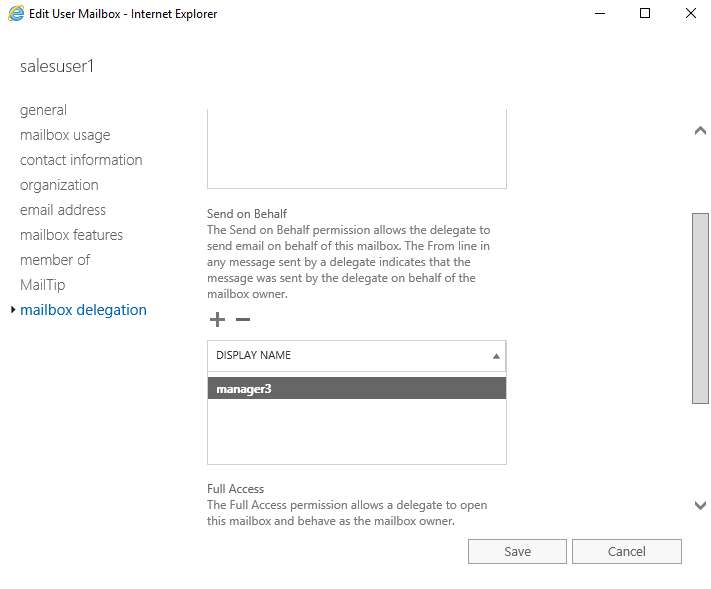 Edit User Mailbox - Internet Explorer
salesuser1
general
mailbox usage
contact information
organization
email address
mailbox features
member of
MailTip
mailbox delegation
Send on Behalf
The Send on Behalf permission allows the delegate to
send email on behalf of this mailbox. The From line in
any message sent by a delegate indicates that the
message was sent by the delegate on behalf of the
mailbox owner.
DISPLAY NAME
manager3
Full Access
The Full Access permission allows a delegate to open
this mailbox and behave as the mailbox owner.
Save
Cancel